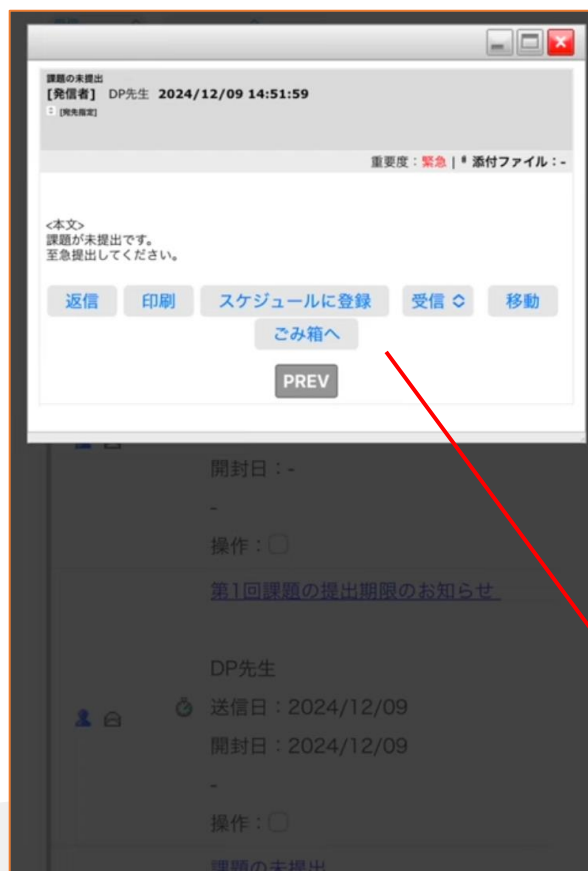 課題の未提出
[発信者] DP先生 2024/12/09 14:51:59
[宛先指定]
重要度：緊急 | 添付ファイル：-
<本文>
課題が未提出です。
至急提出してください。
返信 印刷 スケジュールに登録 受信 移動
ごみ箱へ
PREV
開封日：-
-
操作：
第1回課題の提出期限のお知らせ
DP先生
送信日：2024/12/09
開封日：2024/12/09
-
操作：
課題の未提出